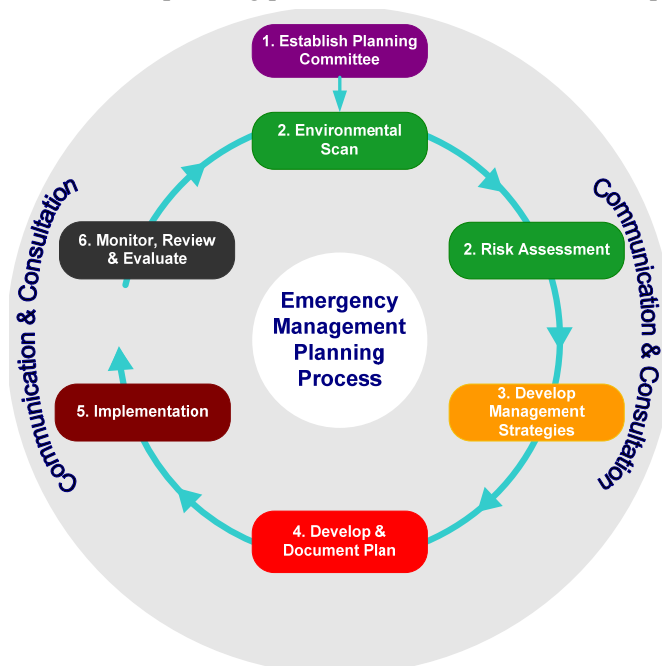 1. Establish Planning
Committee
2. Environmental
Scan
2. Risk Assessment
3. Develop
Management
Strategies
4. Develop &
Document Plan
5. Implementation
6. Monitor, Review
& Evaluate
Emergency
Management
Planning
Process
Communication & Consultation
Communication & Consultation